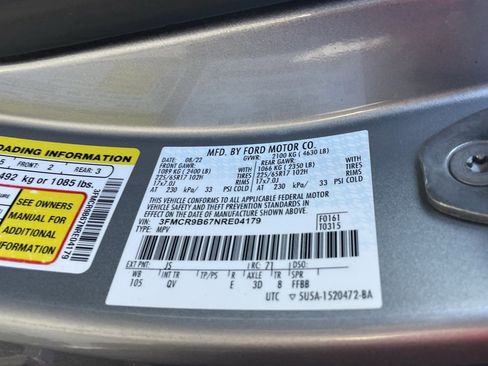 OADING INFORMATION
5 FRONT: 2 REAR: 3
492 kg or 1085 lbs.
SEE OWNER'S
MANUAL FOR
ADDITIONAL
INFORMATION
3FMCR9B67NRE04179
MFD. BY FORD MOTOR CO.
DATE: 08/22 GVWR: 2100 KG ( 4630 LB)
FRONT GAWR: REAR GAWR:
1089 KG (2400 LB) WITH 1066 KG (2350 LB) WITH
225/65R17 102H TIRES 225/65R17 102H TIRES
17x7.0J RIMS 17x7.0J RIMS
AT 230 kPa/ 33 PSI COLD AT 230 kPa/ 33 PSI COLD
THIS VEHICLE CONFORMS TO ALL APPLICABLE FEDERAL MOTOR
VEHICLE SAFETY AND THEFT PREVENTION STANDARDS IN EFFECT ON
THE DATE OF MANUFACTURE SHOWN ABOVE.
VIN: 3FMCR9B67NRE04179 F0161
TYPE: MPV T0315
EXT PNT: JS RC: 71 DSO:
WB INT TR TP/PS R AXLE TR SPR
105 QV E 3D 8 FFBB
UTC 5U5A-1520472-BA